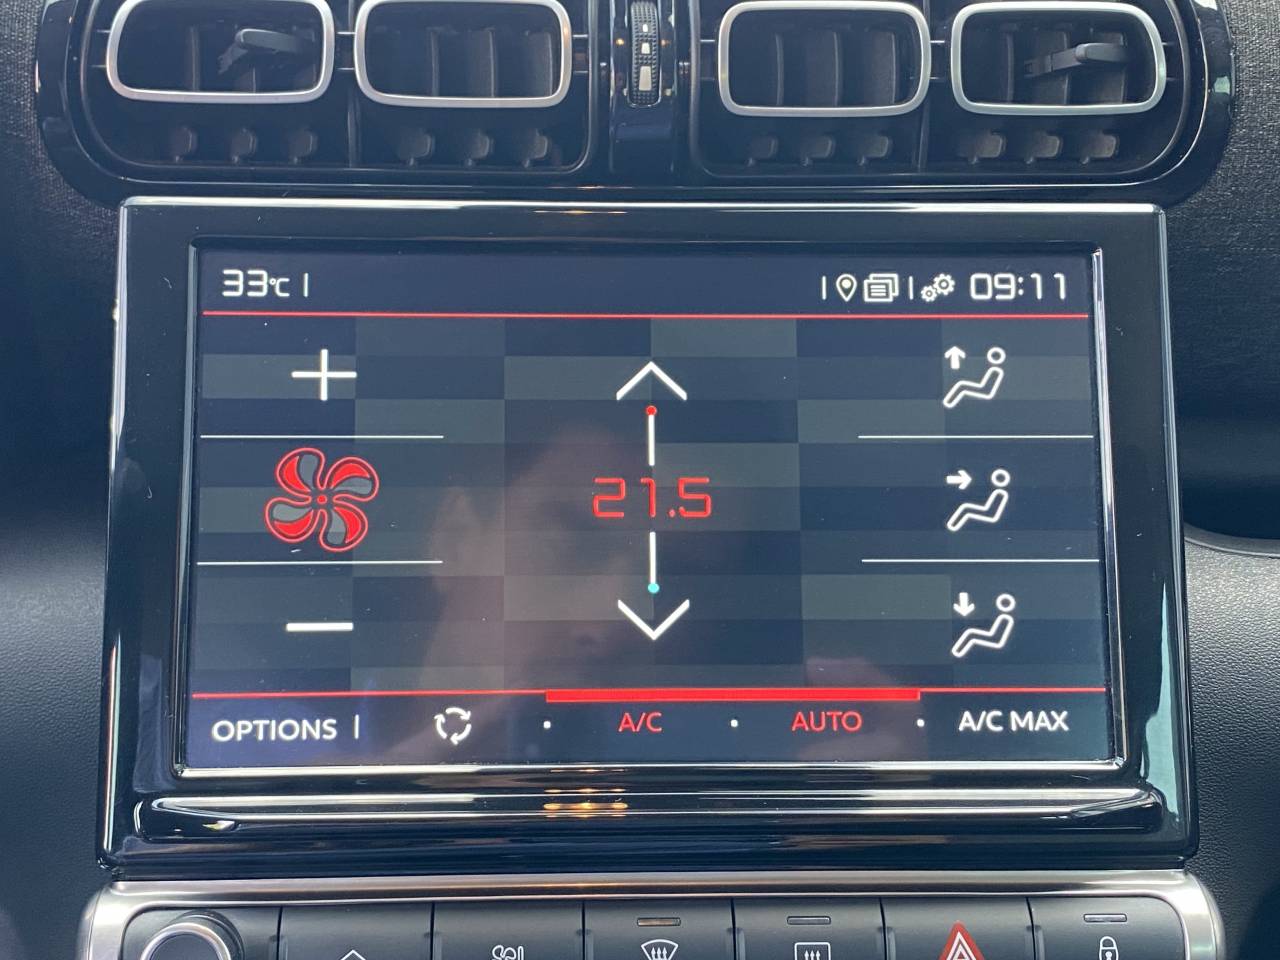 33°C
09:11
21.5
OPTIONS
A/C
AUTO
A/C MAX